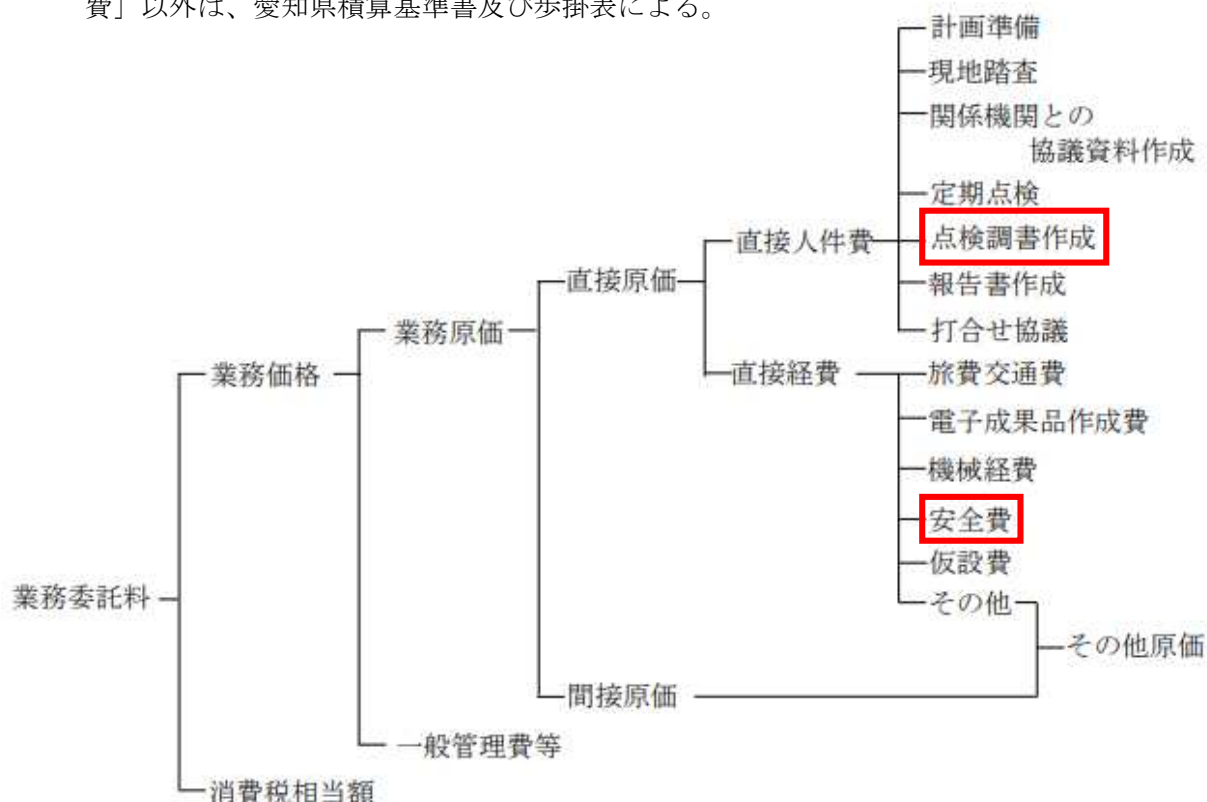 費」以外は、愛知県積算基準書及び歩掛表による。
計画準備
現地踏査
関係機関との
協議資料作成
定期点検
点検調書作成
直接人件費
報告書作成
直接原価
打合せ協議
業務原価
業務価格
直接経費
旅費交通費
電子成果品作成費
機械経費
安全費
仮設費
業務委託料
その他
その他原価
間接原価
一般管理費等
消費税相当額